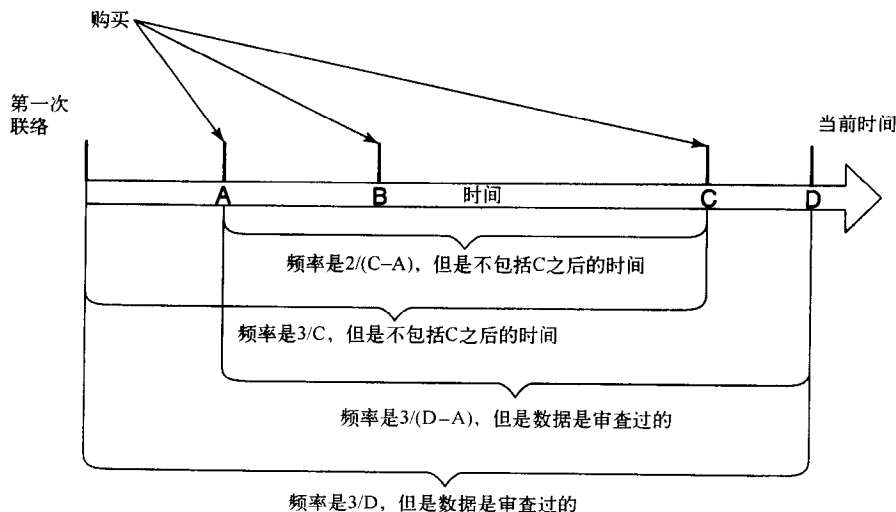 购买
第一次
联络
当前时间
A
B
时间
C
D
频率是2/(C–A)，但是不包括C之后的时间
频率是3/C，但是不包括C之后的时间
频率是3/(D–A)，但是数据是审查过的
频率是3/D，但是数据是审查过的